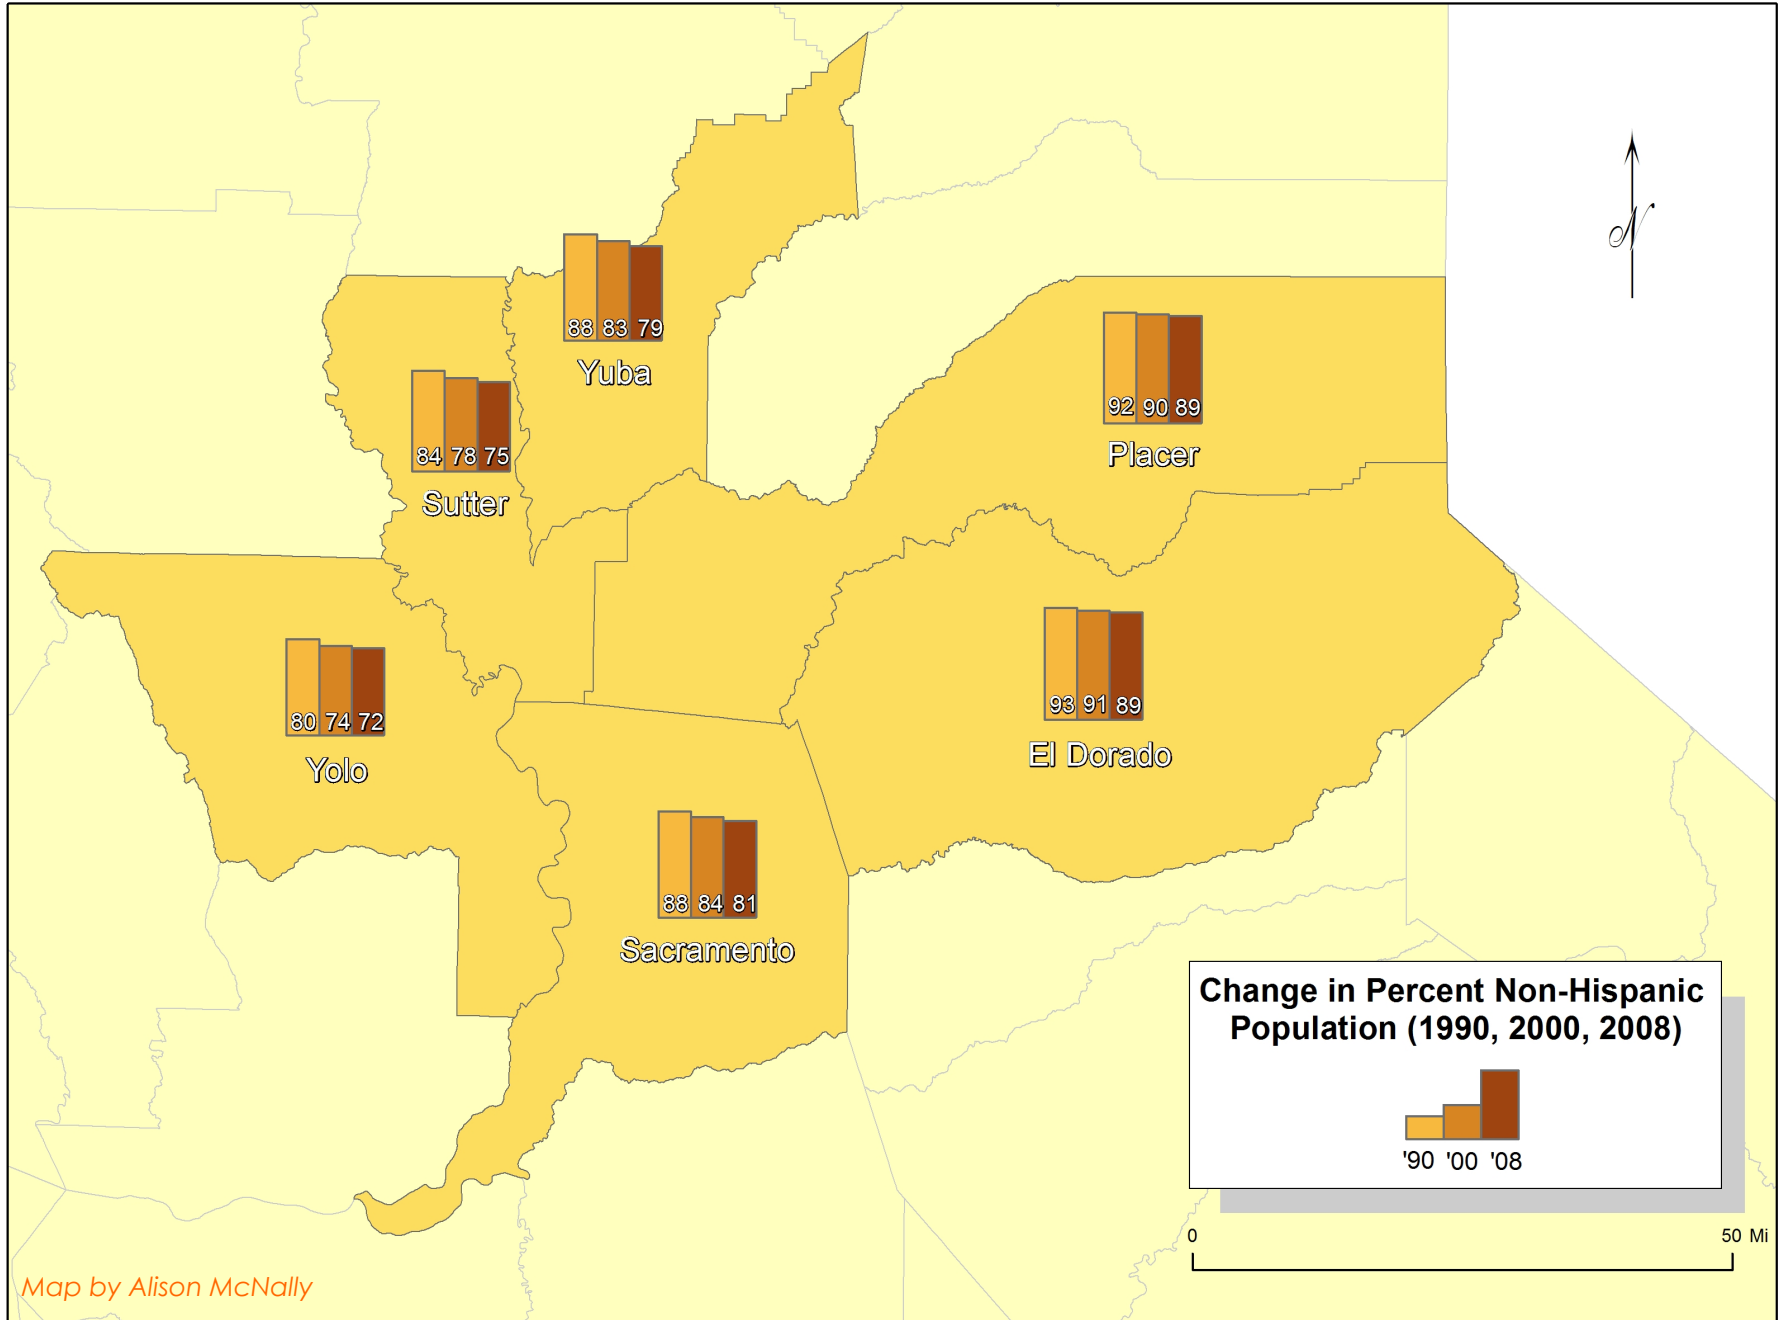 N
88 83 79
Yuba
92 90 89
Placer
84 78 75
Sutter
80 74 72
Yolo
93 91 89
El Dorado
88 84 81
Sacramento
Change in Percent Non-Hispanic
Population (1990, 2000, 2008)
'90 '00 '08
0 50 Mi
Map by Alison McNally